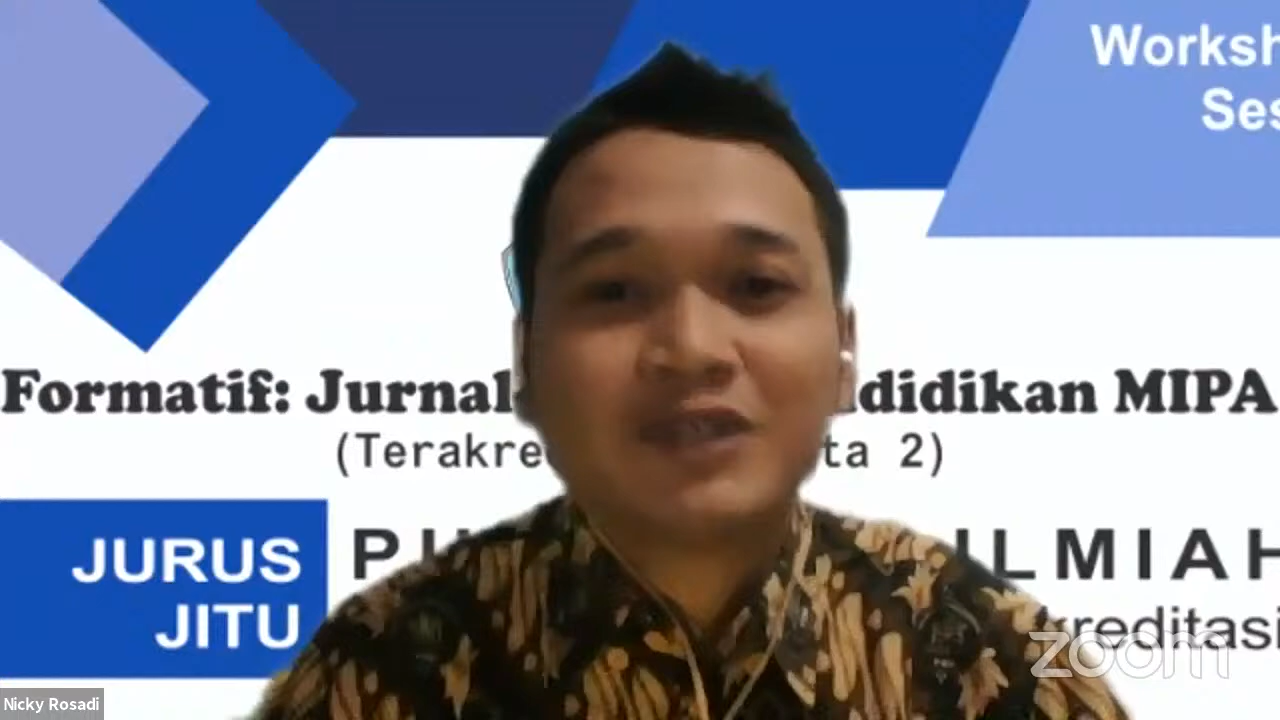 Worksh
Ses
Formatif: Jurnal didikan MIPA
(Terakre ta 2)
JURUS
JITU
ILMIAH
kreditasi
zoom
Nicky Rosadi